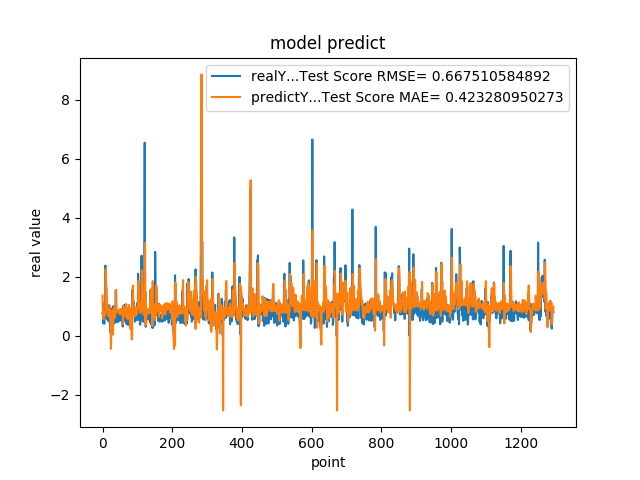 model predict
realY...Test Score RMSE= 0.667510584892
predictY...Test Score MAE= 0.423280950273
8
6
4
2
0
−2
real value
0 200 400 600 800 1000 1200
point